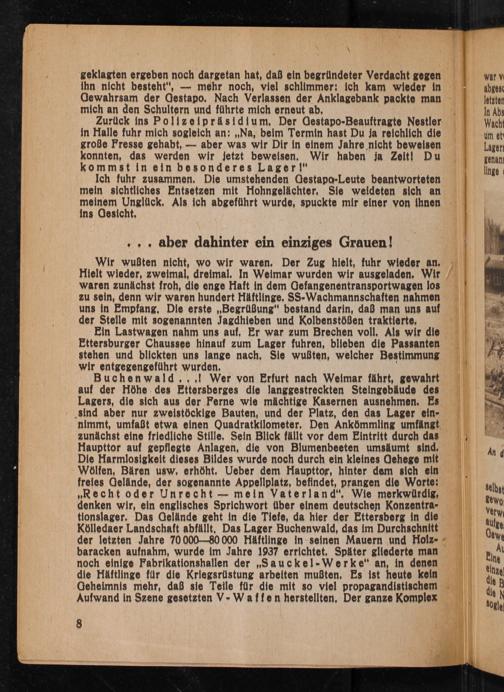 geklagten ergeben noch dargetan hat, daß ein begründeter Verdacht gegen
ihn nicht besteht", — mehr noch, viel schlimmer: ich kam wieder in
Gewahrsam der Gestapo. Nach Verlassen der Anklagebank packte man
mich an den Schultern und führte mich erneut ab.
Zurück ins Polizeipräsidium. Der Gestapo-Beauftragte Nestler
in Halle fuhr mich sogleich an: „Na, beim Termin hast Du ja reichlich die
große Fresse gehabt, — aber was wir Dir in einem Jahre nicht beweisen
konnten, das werden wir jetzt beweisen. Wir haben ja Zeit! Du
kommst in ein besonderes Lager!"
Ich fuhr zusammen. Die umstehenden Gestapo-Leute beantworteten
mein sichtliches Entsetzen mit Hohngelächter. Sie weideten sich an
meinem Unglück. Als ich abgeführt wurde, spuckte mir einer von ihnen
ins Gesicht.
. . . aber dahinter ein einziges Grauen!
Wir wußten nicht, wo wir waren. Der Zug hielt, fuhr wieder an.
Hielt wieder, zweimal, dreimal. In Weimar wurden wir ausgeladen. Wir
waren zunächst froh, die enge Haft in dem Gefangenentransportwagen los
zu sein, denn wir waren hundert Häftlinge. SS-Wachmannschaften nahmen
uns in Empfang. Die erste „Begrüßung" bestand darin, daß man uns auf
der Stelle mit sogenannten Jagdhieben und Kolbenstößen traktierte.
Ein Lastwagen nahm uns auf. Er war zum Brechen voll. Als wir die
Ettersburger Chaussee hinauf zum Lager fuhren, blieben die Passanten
stehen und blickten uns lange nach. Sie wußten, welcher Bestimmung
wir entgegengeführt wurden.
Buchenwald . . .! Wer von Erfurt nach Weimar fährt, gewahrt
auf der Höhe des Ettersberges die langgestreckten Steingebäude des
Lagers, die sich aus der Ferne wie mächtige Kasernen ausnehmen. Es
sind aber nur zweistöckige Bauten, und der Platz, den das Lager ein-
nimmt, umfaßt etwa einen Quadratkilometer. Den Ankömmling umfängt
zunächst eine friedliche Stille. Sein Blick fällt vor dem Eintritt durch das
Haupttor auf gepflegte Anlagen, die von Blumenbeeten umsäumt sind.
Die Harmlosigkeit dieses Bildes wurde noch durch ein kleines Gehege mit
Wölfen, Bären usw. erhöht. Ueber dem Haupttor, hinter dem sich ein
freies Gelände, der sogenannte Appellplatz, befindet, prangen die Worte:
„Recht oder Unrecht — mein Vaterland". Wie merkwürdig,
denken wir, ein englisches Sprichwort über einem deutschen Konzentra-
tionslager. Das Gelände geht in die Tiefe, da hier der Ettersberg in die
Kölledaer Landschaft abfällt. Das Lager Buchenwald, das im Durchschnitt
der letzten Jahre 70 000—80 000 Häftlinge in seinen Mauern und Holz-
baracken aufnahm, wurde im Jahre 1937 errichtet. Später gliederte man
noch einige Fabrikationshallen der „Sauckel-Werke" an, in denen
die Häftlinge für die Kriegsrüstung arbeiten mußten. Es ist heute kein
Geheimnis mehr, daß sie Teile für die mit so viel propagandistischem
Aufwand in Szene gesetzten V-Waffen herstellten. Der ganze Komplex
8